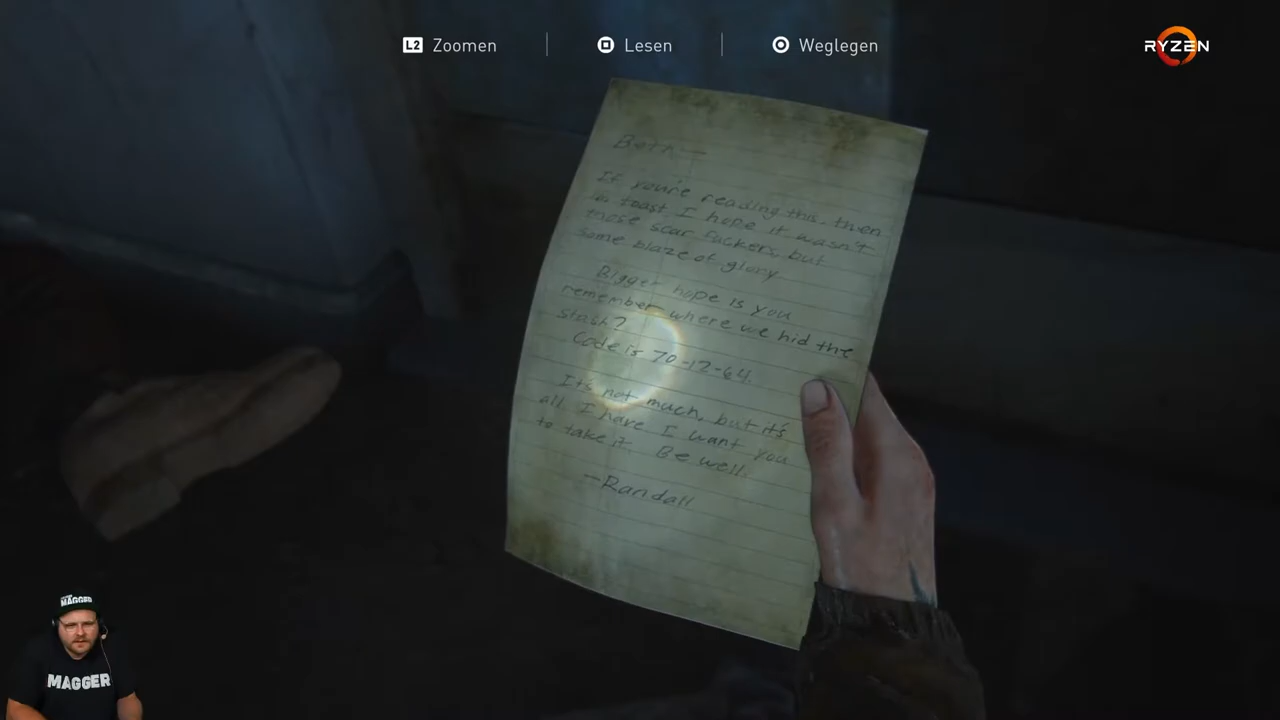 L2 Zoomen
Lesen
Weglegen
RYZEN
Beth—
If you're reading this, then
i'm toast I hope it wasn't
those scar fuckers, but
some blaze of glory
Bigger hope is you
remember where we hid the
stash?
Code is 70-12-64.
It's not much, but it's
all I have I want you
to take it. Be well.
—Randall
MAGGER
MAGGER